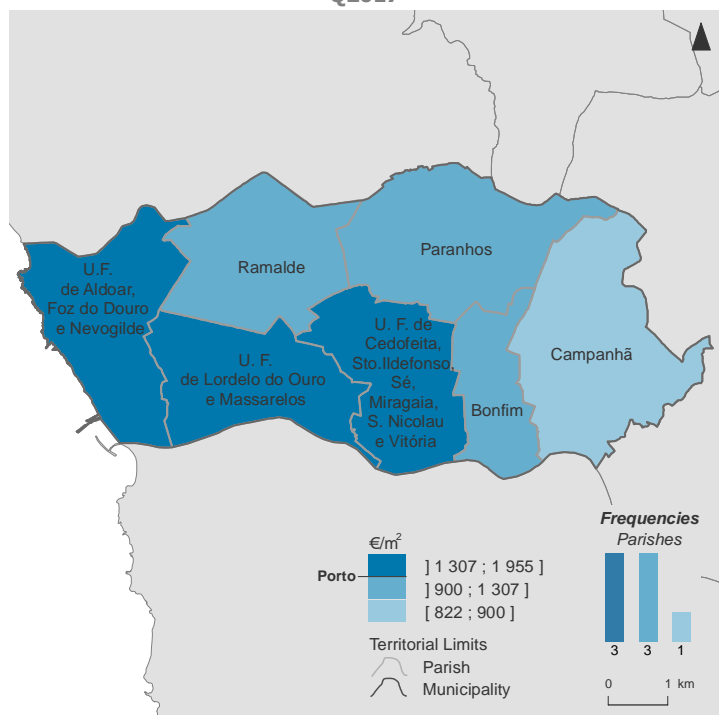 Ramalde
Paranhos
U.F.
de Aldoar,
Foz do Douro
e Nevogilde
U. F.
de Lordelo do Ouro
e Massarelos
U. F. de
Cedofeita,
Sto.Ildefonso,
Sé,
Miragaia,
S. Nicolau
e Vitória
Bonfim
Campanhã
€/m²
Porto
] 1 307 ; 1 955 ]
] 900 ; 1 307 ]
[ 822 ; 900 ]
Territorial Limits
Parish
Municipality
Frequencies
Parishes
3 3 1
0 1 km